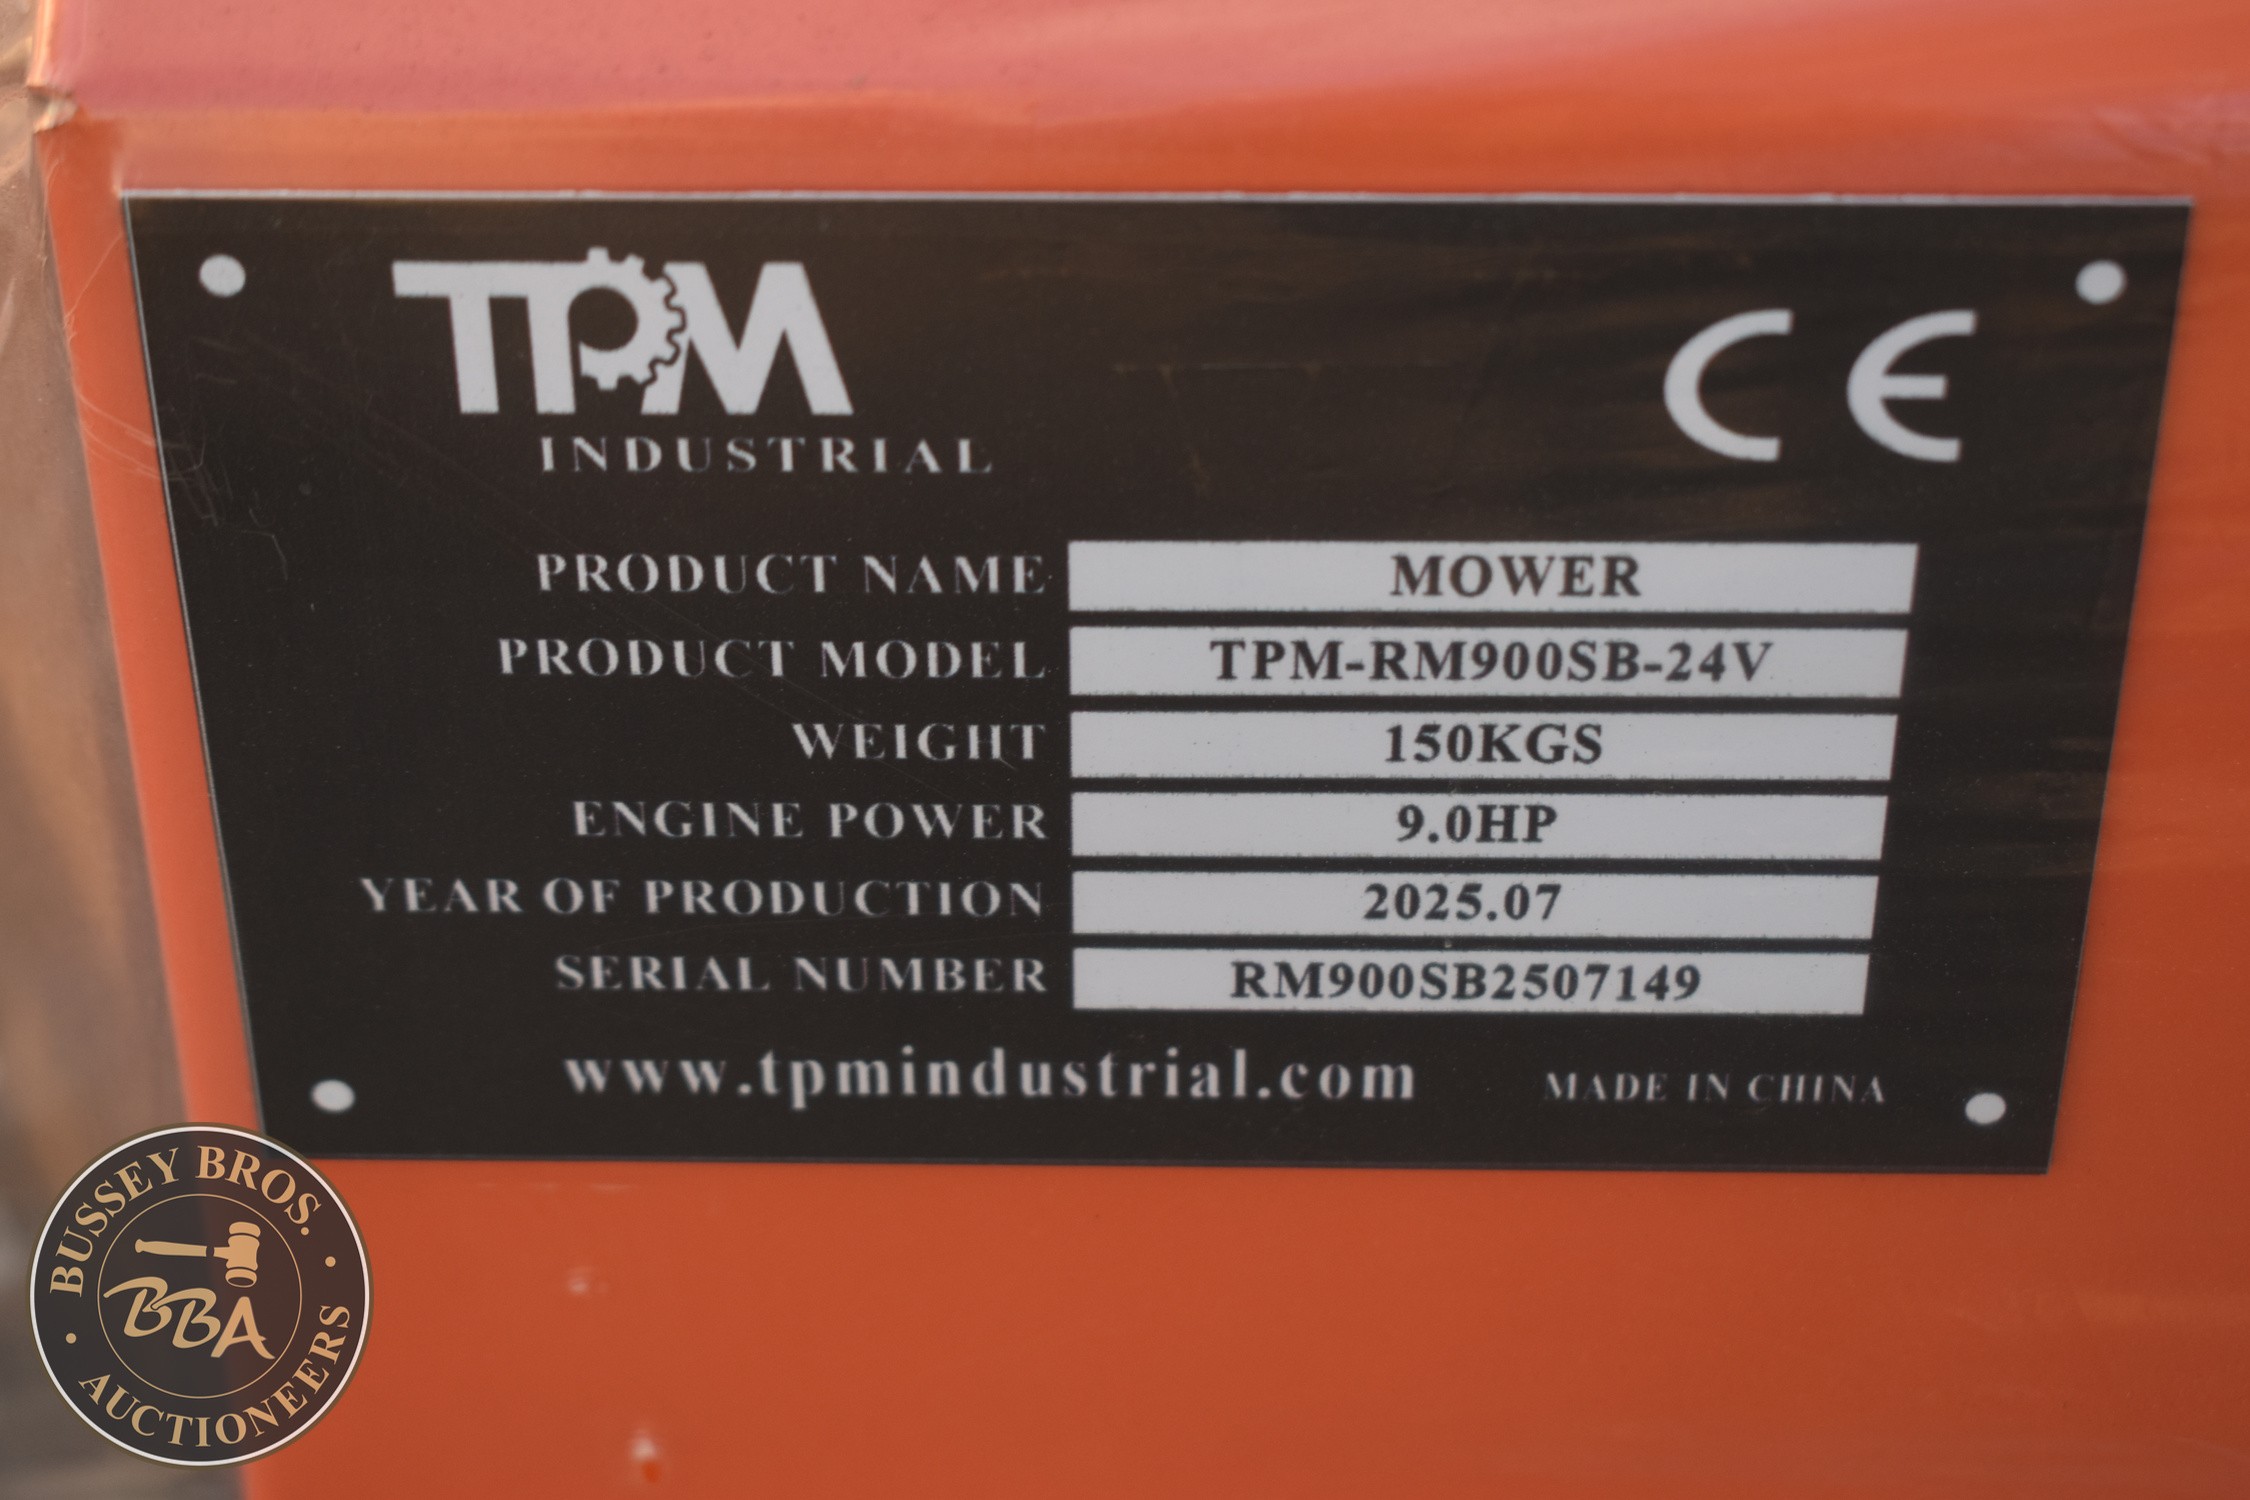 TPM
INDUSTRIAL
CE
PRODUCT NAME MOWER
PRODUCT MODEL TPM-RM900SB-24V
WEIGHT 150KGS
ENGINE POWER 9.0HP
YEAR OF PRODUCTION 2025.07
SERIAL NUMBER RM900SB2507149
www.tpmindustrial.com MADE IN CHINA
BUSSEY BROS.
BBA
AUCTIONEERS